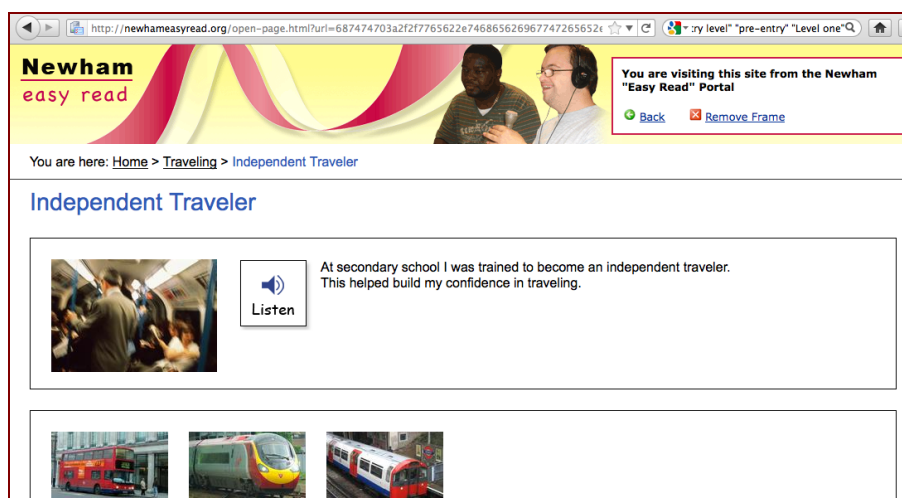 http://newhameasyread.org/open-page.html?url=687474703a2f2f7765622e746865626967747265652e
:ry level" "pre-entry" "Level one"
Newham
easy read
You are visiting this site from the Newham
"Easy Read" Portal
Back Remove Frame
You are here: Home > Traveling > Independent Traveler
Independent Traveler
At secondary school I was trained to become an independent traveler.
This helped build my confidence in traveling.
Listen